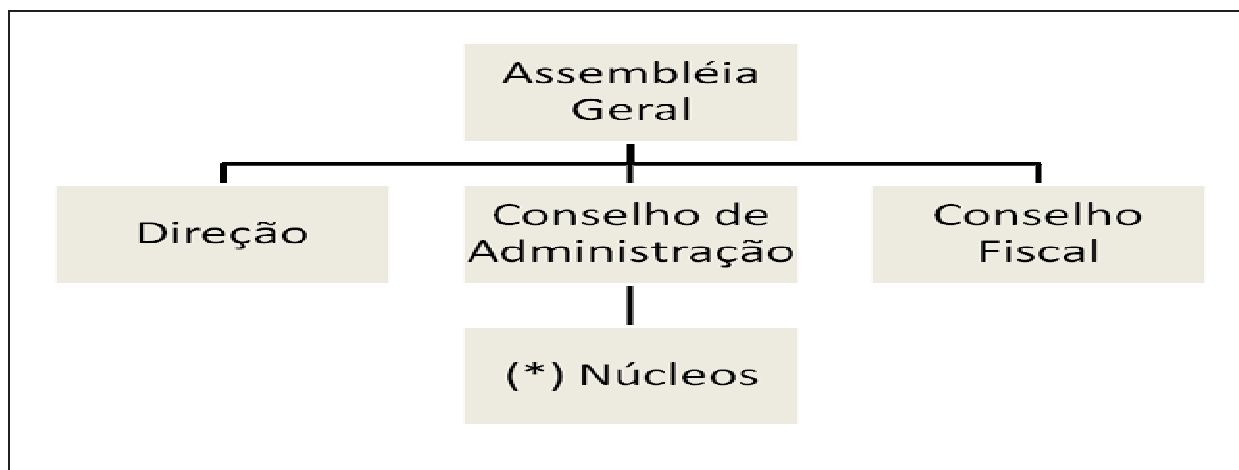 Assembléia
Geral
Direção
Conselho de
Administração
Conselho
Fiscal
(*) Núcleos